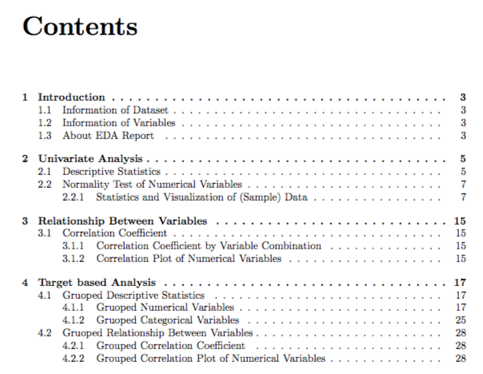 Contents
1 Introduction . . . . . . . . . . . . . . . . . . . . . . . . . . . . . . . . . . . . . . 3
1.1 Information of Dataset . . . . . . . . . . . . . . . . . . . . . . . . . . . . . . 3
1.2 Information of Variables . . . . . . . . . . . . . . . . . . . . . . . . . . . . . 3
1.3 About EDA Report . . . . . . . . . . . . . . . . . . . . . . . . . . . . . . . 3
2 Univariate Analysis . . . . . . . . . . . . . . . . . . . . . . . . . . . . . . . . . . 5
2.1 Descriptive Statistics . . . . . . . . . . . . . . . . . . . . . . . . . . . . . . . 5
2.2 Normality Test of Numerical Variables . . . . . . . . . . . . . . . . . . . . . 7
2.2.1 Statistics and Visualization of (Sample) Data . . . . . . . . . . . . . . 7
3 Relationship Between Variables . . . . . . . . . . . . . . . . . . . . . . . . . . 15
3.1 Correlation Coefficient . . . . . . . . . . . . . . . . . . . . . . . . . . . . . . 15
3.1.1 Correlation Coefficient by Variable Combination . . . . . . . . . . . . 15
3.1.2 Correlation Plot of Numerical Variables . . . . . . . . . . . . . . . . 15
4 Target based Analysis . . . . . . . . . . . . . . . . . . . . . . . . . . . . . . . . 17
4.1 Gruoped Descriptive Statistics . . . . . . . . . . . . . . . . . . . . . . . . . 17
4.1.1 Gruoped Numerical Variables . . . . . . . . . . . . . . . . . . . . . . 17
4.1.2 Gruoped Categorical Variables . . . . . . . . . . . . . . . . . . . . . 25
4.2 Gruoped Relationship Between Variables . . . . . . . . . . . . . . . . . . . . 28
4.2.1 Grouped Correlation Coefficient . . . . . . . . . . . . . . . . . . . . 28
4.2.2 Grouped Correlation Plot of Numerical Variables . . . . . . . . . . . . 28